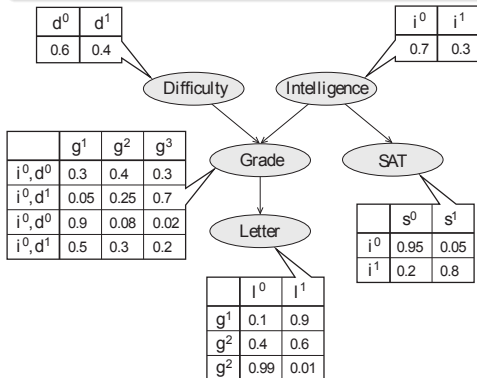 d⁰ d¹
0.6 0.4
i⁰ i¹
0.7 0.3
Difficulty
Intelligence
g¹ g² g³
i⁰,d⁰ 0.3 0.4 0.3
i⁰,d¹ 0.05 0.25 0.7
i⁰,d⁰ 0.9 0.08 0.02
i⁰,d¹ 0.5 0.3 0.2
Grade
SAT
s⁰ s¹
i⁰ 0.95 0.05
i¹ 0.2 0.8
Letter
l⁰ l¹
g¹ 0.1 0.9
g² 0.4 0.6
g² 0.99 0.01